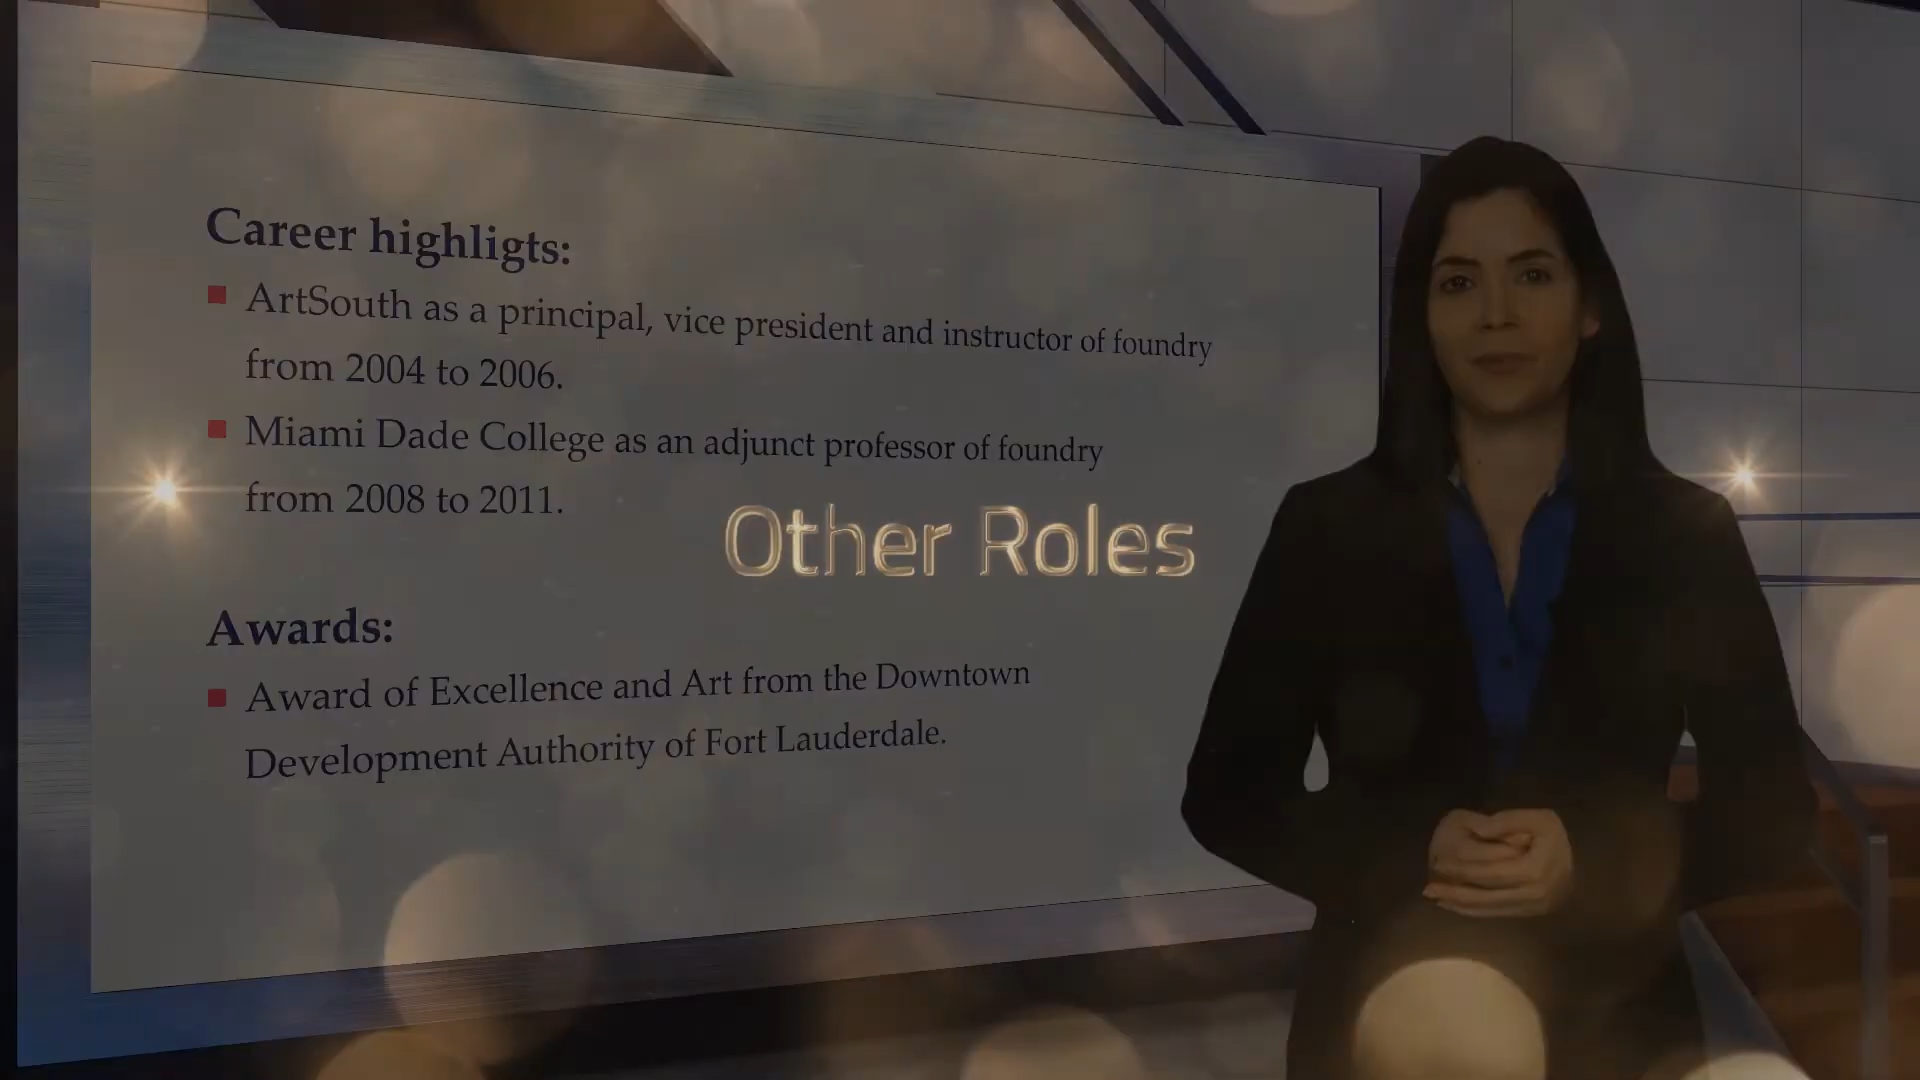 Career highligts:
ArtSouth as a principal, vice president and instructor of foundry
from 2004 to 2006.
Miami Dade College as an adjunct professor of foundry
from 2008 to 2011.
Other Roles
Awards:
Award of Excellence and Art from the Downtown
Development Authority of Fort Lauderdale.